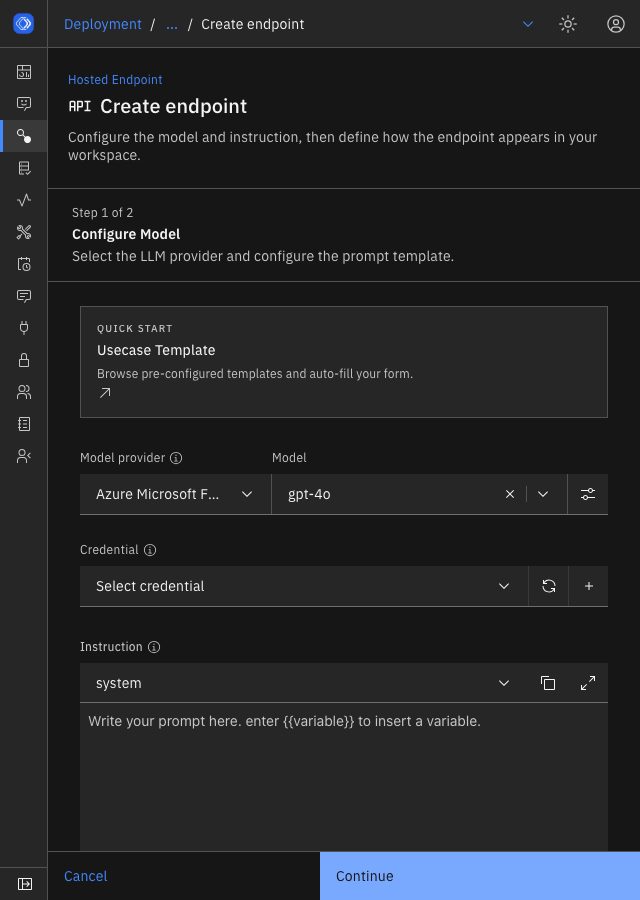 Deployment / ... / Create endpoint
Hosted Endpoint
API Create endpoint
Configure the model and instruction, then define how the endpoint appears in your
workspace.
Step 1 of 2
Configure Model
Select the LLM provider and configure the prompt template.
QUICK START
Usecase Template
Browse pre-configured templates and auto-fill your form.
Model provider Model
Azure Microsoft F... gpt-4o
Credential
Select credential
Instruction
system
Write your prompt here. enter {{variable}} to insert a variable.
Cancel Continue